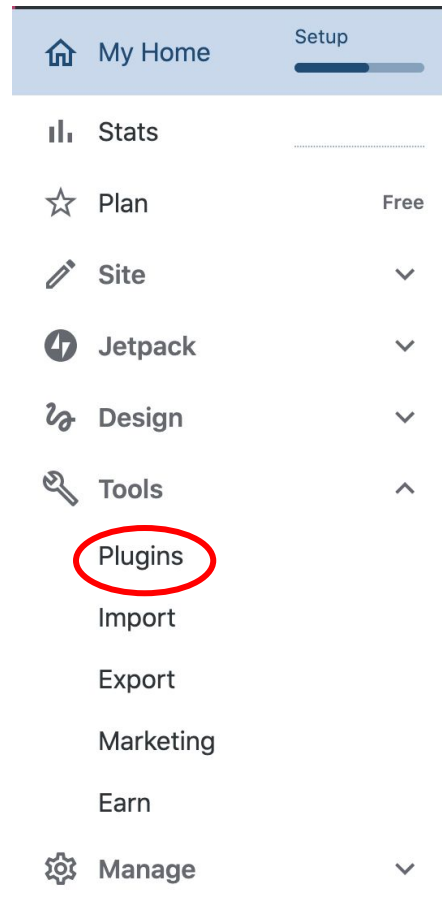 My Home Setup
Stats
Plan Free
Site
Jetpack
Design
Tools
Plugins
Import
Export
Marketing
Earn
Manage